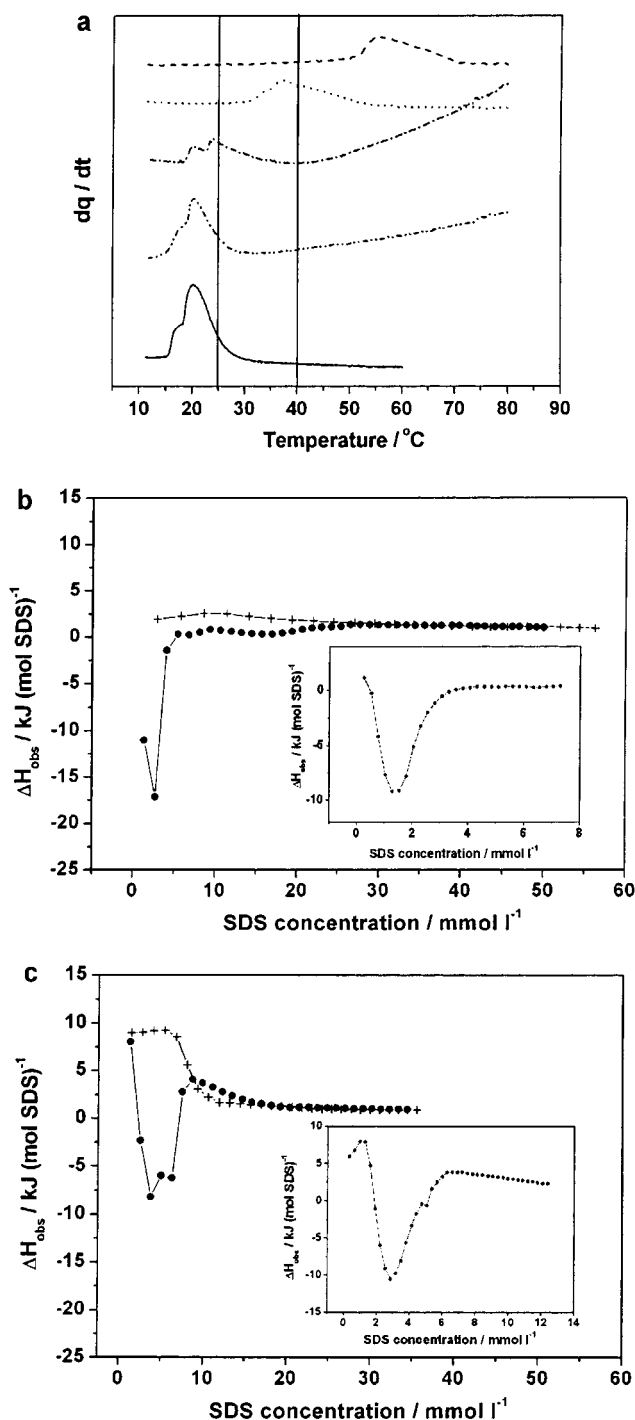 a
dq / dt
10 20 30 40 50 60 70 80 90
Temperature / °C
b
15
10
5
0
-5
-10
-15
-20
-25
ΔH_obs / kJ (mol SDS)⁻¹
0 10 20 30 40 50 60
SDS concentration / mmol l⁻¹
0
-5
-10
ΔH_obs / kJ (mol SDS)⁻¹
0 2 4 6 8
SDS concentration / mmol l⁻¹
c
15
10
5
0
-5
-10
-15
-20
-25
ΔH_obs / kJ (mol SDS)⁻¹
0 10 20 30 40 50 60
SDS concentration / mmol l⁻¹
10
5
0
-5
-10
-15
ΔH_obs / kJ (mol SDS)⁻¹
0 2 4 6 8 10 12 14
SDS concentration / mmol l⁻¹